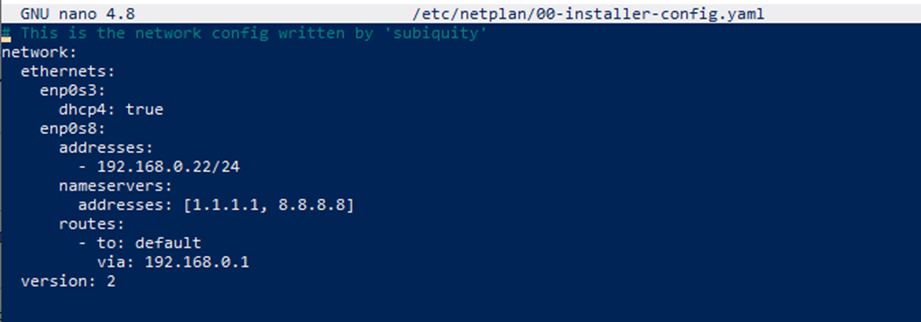 GNU nano 4.8 /etc/netplan/00-installer-config.yaml
# This is the network config written by 'subiquity'
network:
  ethernets:
    enp0s3:
      dhcp4: true
    enp0s8:
      addresses:
        - 192.168.0.22/24
      nameservers:
        addresses: [1.1.1.1, 8.8.8.8]
      routes:
        - to: default
          via: 192.168.0.1
  version: 2